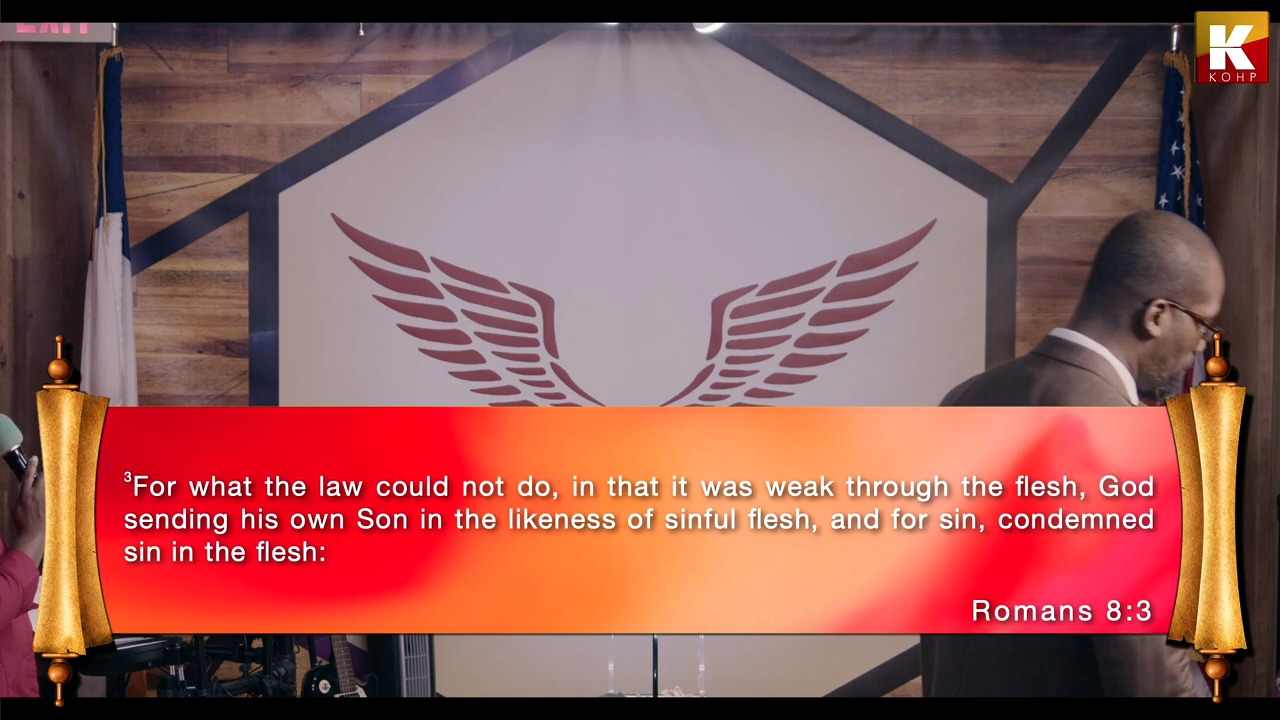 EXIT
K
KOHP
³For what the law could not do, in that it was weak through the flesh, God
sending his own Son in the likeness of sinful flesh, and for sin, condemned
sin in the flesh:
Romans 8:3